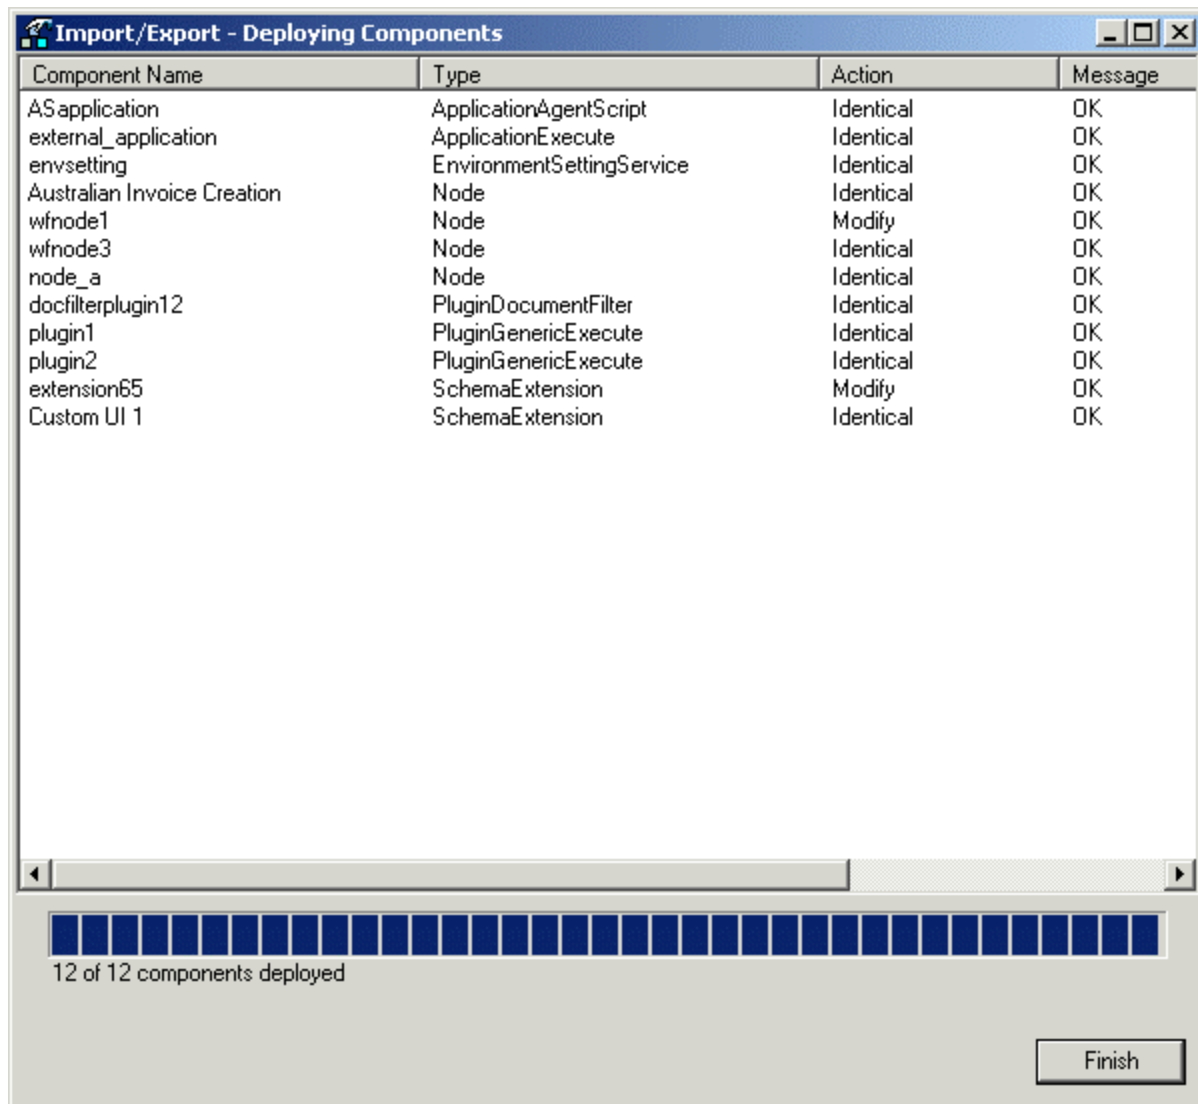 Import/Export - Deploying Components
Component Name Type Action Message
ASapplication ApplicationAgentScript Identical OK
external_application ApplicationExecute Identical OK
envsetting EnvironmentSettingService Identical OK
Australian Invoice Creation Node Identical OK
wfnode1 Node Modify OK
wfnode3 Node Identical OK
node_a Node Identical OK
docfilterplugin12 PluginDocumentFilter Identical OK
plugin1 PluginGenericExecute Identical OK
plugin2 PluginGenericExecute Identical OK
extension65 SchemaExtension Modify OK
Custom UI 1 SchemaExtension Identical OK
12 of 12 components deployed
Finish